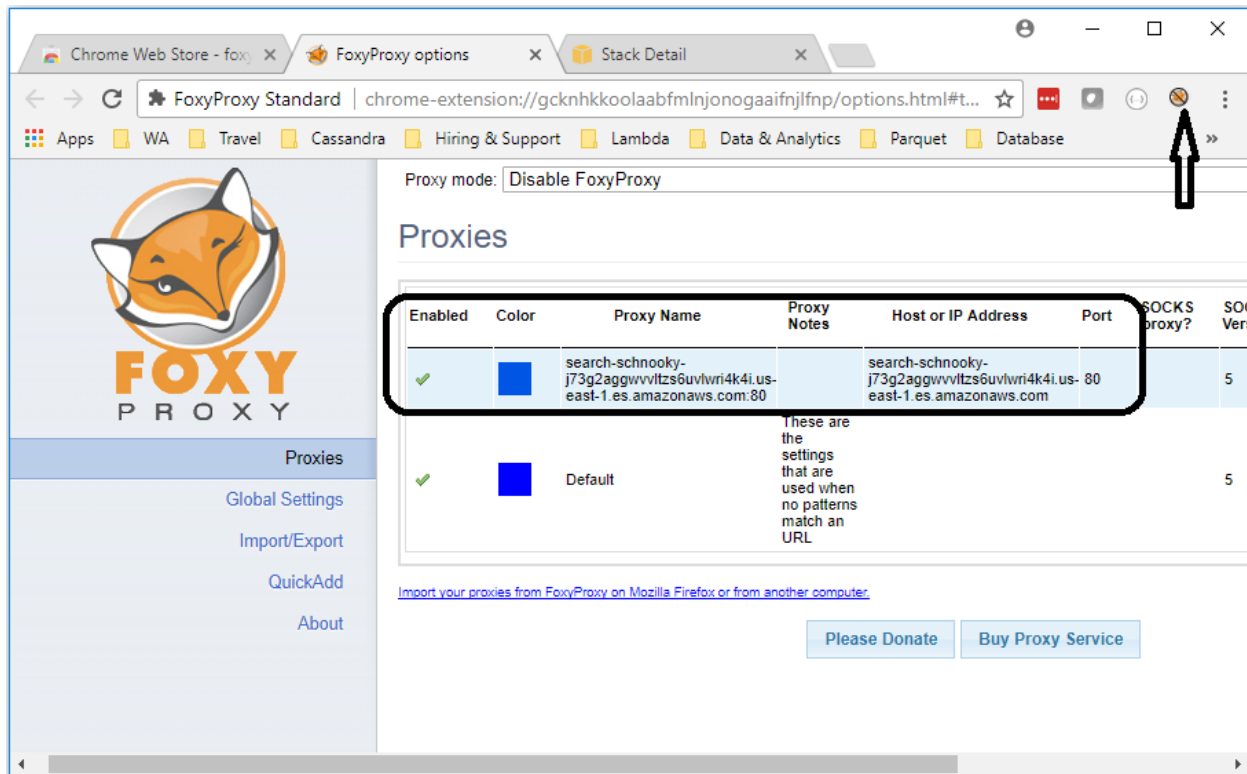 Chrome Web Store - foxy
FoxyProxy options
Stack Detail
FoxyProxy Standard
chrome-extension://gcknhkkoolaabfmlnjonogaaifnjlfnp/options.html#t...
Apps
WA
Travel
Cassandra
Hiring & Support
Lambda
Data & Analytics
Parquet
Database
»
Proxy mode: Disable FoxyProxy
FOXY
PROXY
Proxies
Global Settings
Import/Export
QuickAdd
About
Proxies
Enabled
Color
Proxy Name
Proxy
Notes
Host or IP Address
Port
SOCKS
proxy?
SOC
Vers
search-schnooky-
j73g2aggwvvltzs6uvlwri4k4i.us-
east-1.es.amazonaws.com:80
search-schnooky-
j73g2aggwvvltzs6uvlwri4k4i.us-
east-1.es.amazonaws.com
80
5
Default
These are
the
settings
that are
used when
no patterns
match an
URL
5
Import your proxies from FoxyProxy on Mozilla Firefox or from another computer.
Please Donate
Buy Proxy Service